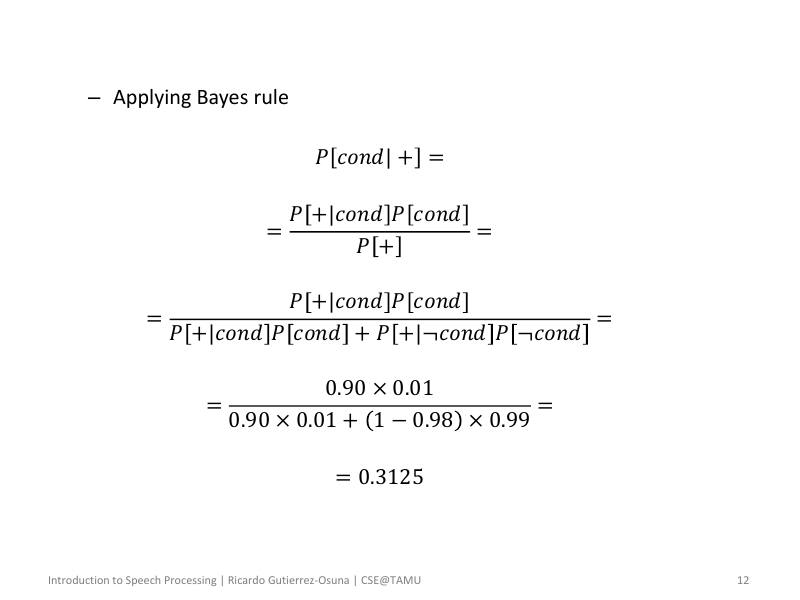 – Applying Bayes rule
𝑃[𝑐𝑜𝑛𝑑| +] =
= 𝑃[+|𝑐𝑜𝑛𝑑]𝑃[𝑐𝑜𝑛𝑑] / 𝑃[+] =
= 𝑃[+|𝑐𝑜𝑛𝑑]𝑃[𝑐𝑜𝑛𝑑] / 𝑃[+|𝑐𝑜𝑛𝑑]𝑃[𝑐𝑜𝑛𝑑] + 𝑃[+|¬𝑐𝑜𝑛𝑑]𝑃[¬𝑐𝑜𝑛𝑑] =
= 0.90 × 0.01 / 0.90 × 0.01 + (1 − 0.98) × 0.99 =
= 0.3125
Introduction to Speech Processing | Ricardo Gutierrez-Osuna | CSE@TAMU 12